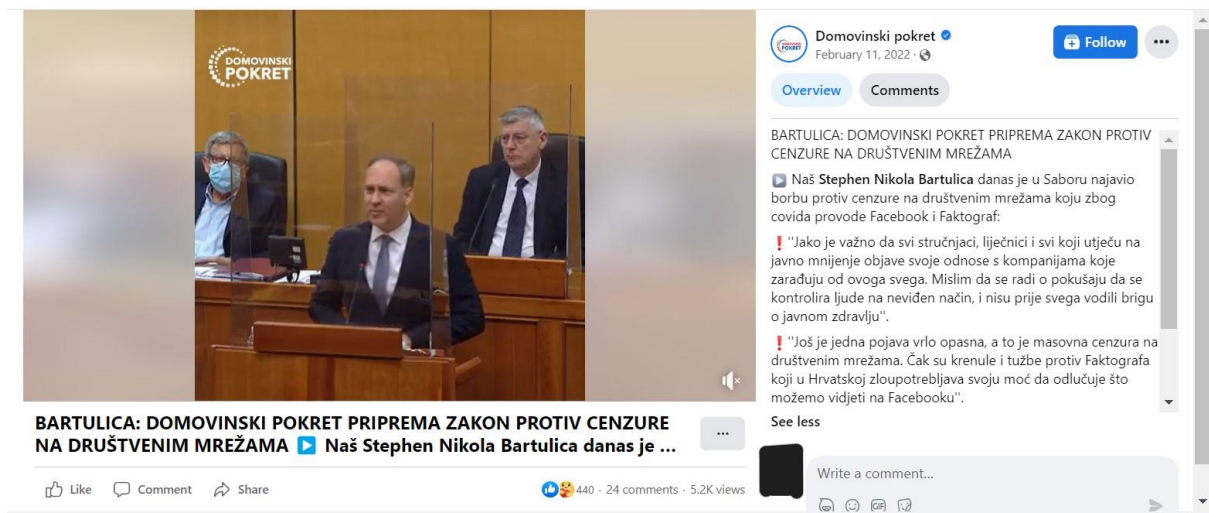 DOMOVINSKI
POKRET
BARTULICA: DOMOVINSKI POKRET PRIPREMA ZAKON PROTIV CENZURE
NA DRUŠTVENIM MREŽAMA ▶️ Naš Stephen Nikola Bartulica danas je ...
Like
Comment
Share
440 · 24 comments · 5.2K views
Domovinski pokret
February 11, 2022 ·
Follow
Overview
Comments
BARTULICA: DOMOVINSKI POKRET PRIPREMA ZAKON PROTIV
CENZURE NA DRUŠTVENIM MREŽAMA
▶️ Naš Stephen Nikola Bartulica danas je u Saboru najavio
borbu protiv cenzure na društvenim mrežama koju zbog
covida provode Facebook i Faktograf:
❗ "Jako je važno da svi stručnjaci, liječnici i svi koji utječu na
javno mnijenje objave svoje odnose s kompanijama koje
zarađuju od ovoga svega. Mislim da se radi o pokušaju da se
kontrolira ljude na neviđen način, i nisu prije svega vodili brigu
o javnom zdravlju".
❗ "Još je jedna pojava vrlo opasna, a to je masovna cenzura na
društvenim mrežama. Čak su krenule i tužbe protiv Faktografa
koji u Hrvatskoj zloupotrebljava svoju moć da odlučuje što
možemo vidjeti na Facebooku".
See less
Write a comment...
GIF